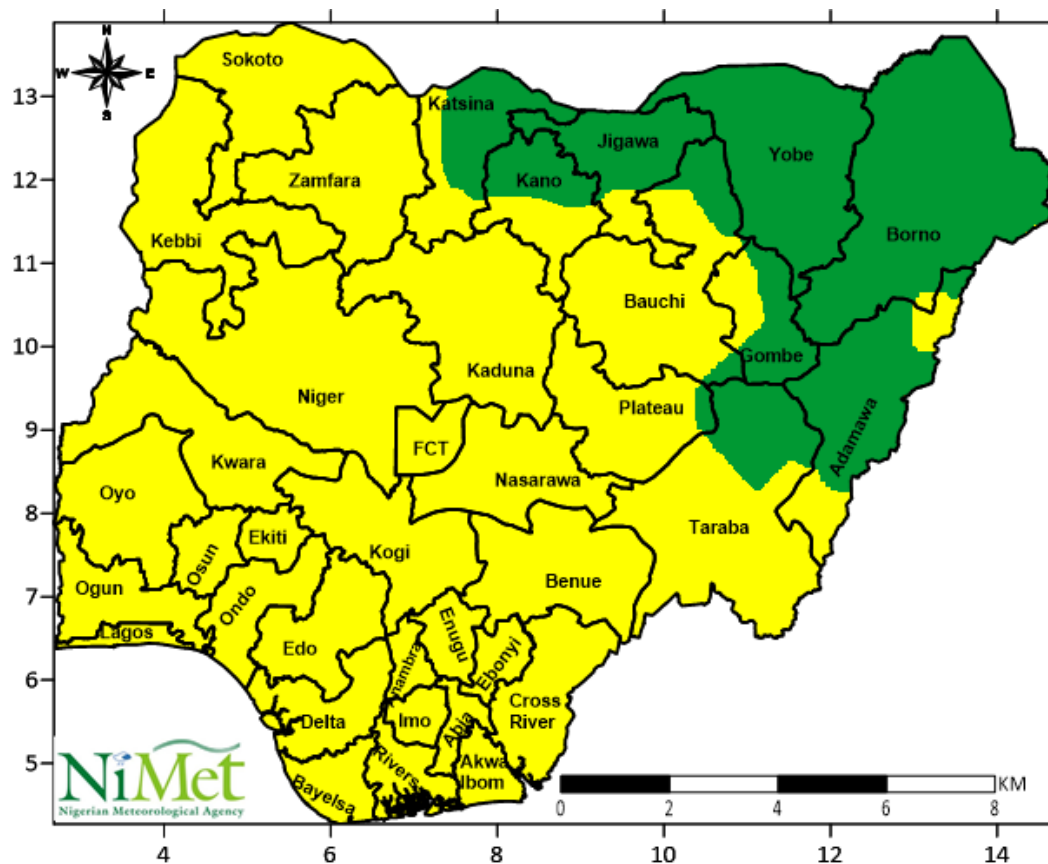 N
W E
S
Sokoto
Katsina
13
Jigawa
Yobe
12
Zamfara
Kano
Kebbi
Borno
11
Bauchi
10
Gombe
Kaduna
Niger
Plateau
Adamawa
9
FCT
Kwara
Nasarawa
Oyo
8
Taraba
Ekiti
Osun
Kogi
Benue
7
Ogun
Ondo
Enugu
Lagos
Edo
Ebonyi
nambra
6
Cross
River
Delta
Imo
Abia
5
NiMet
Nigerian Meteorological Agency
Bayelsa
Rivers
Akwa
Ibom
KM
0 2 4 6 8
4 6 8 10 12 14